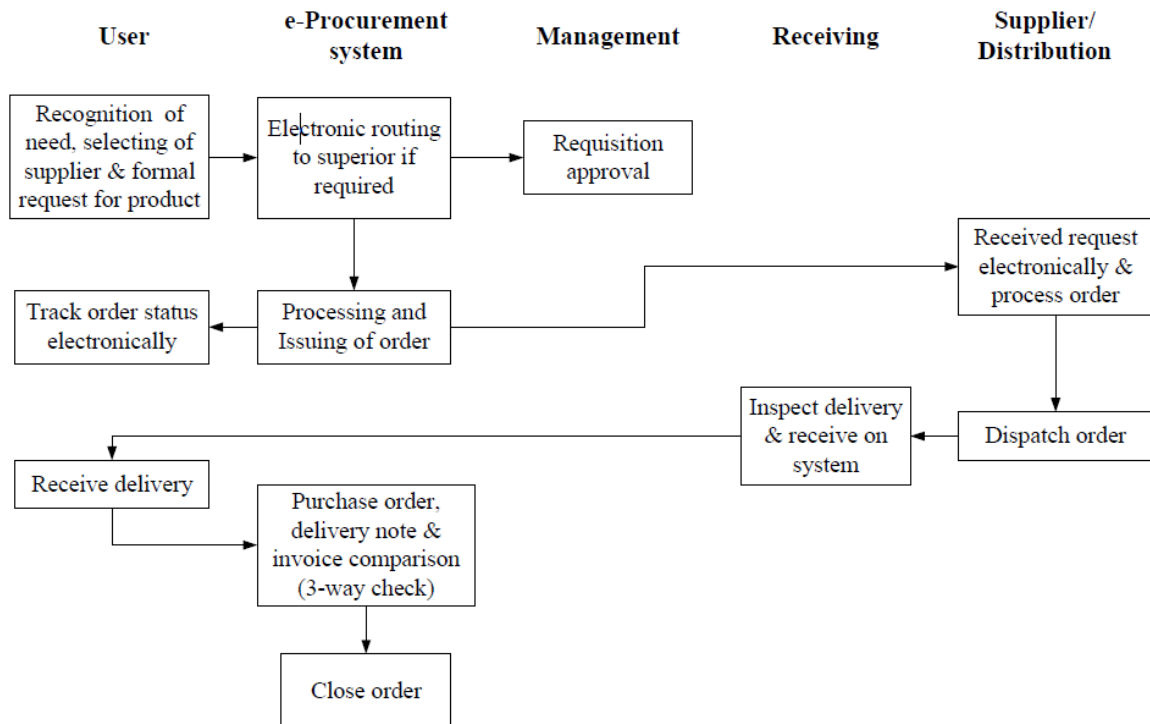 User
e-Procurement
system
Management
Receiving
Supplier/
Distribution
Recognition of
need, selecting of
supplier & formal
request for product
Electronic routing
to superior if
required
Requisition
approval
Received request
electronically &
process order
Track order status
electronically
Processing and
Issuing of order
Inspect delivery
& receive on
system
Dispatch order
Receive delivery
Purchase order,
delivery note &
invoice comparison
(3-way check)
Close order